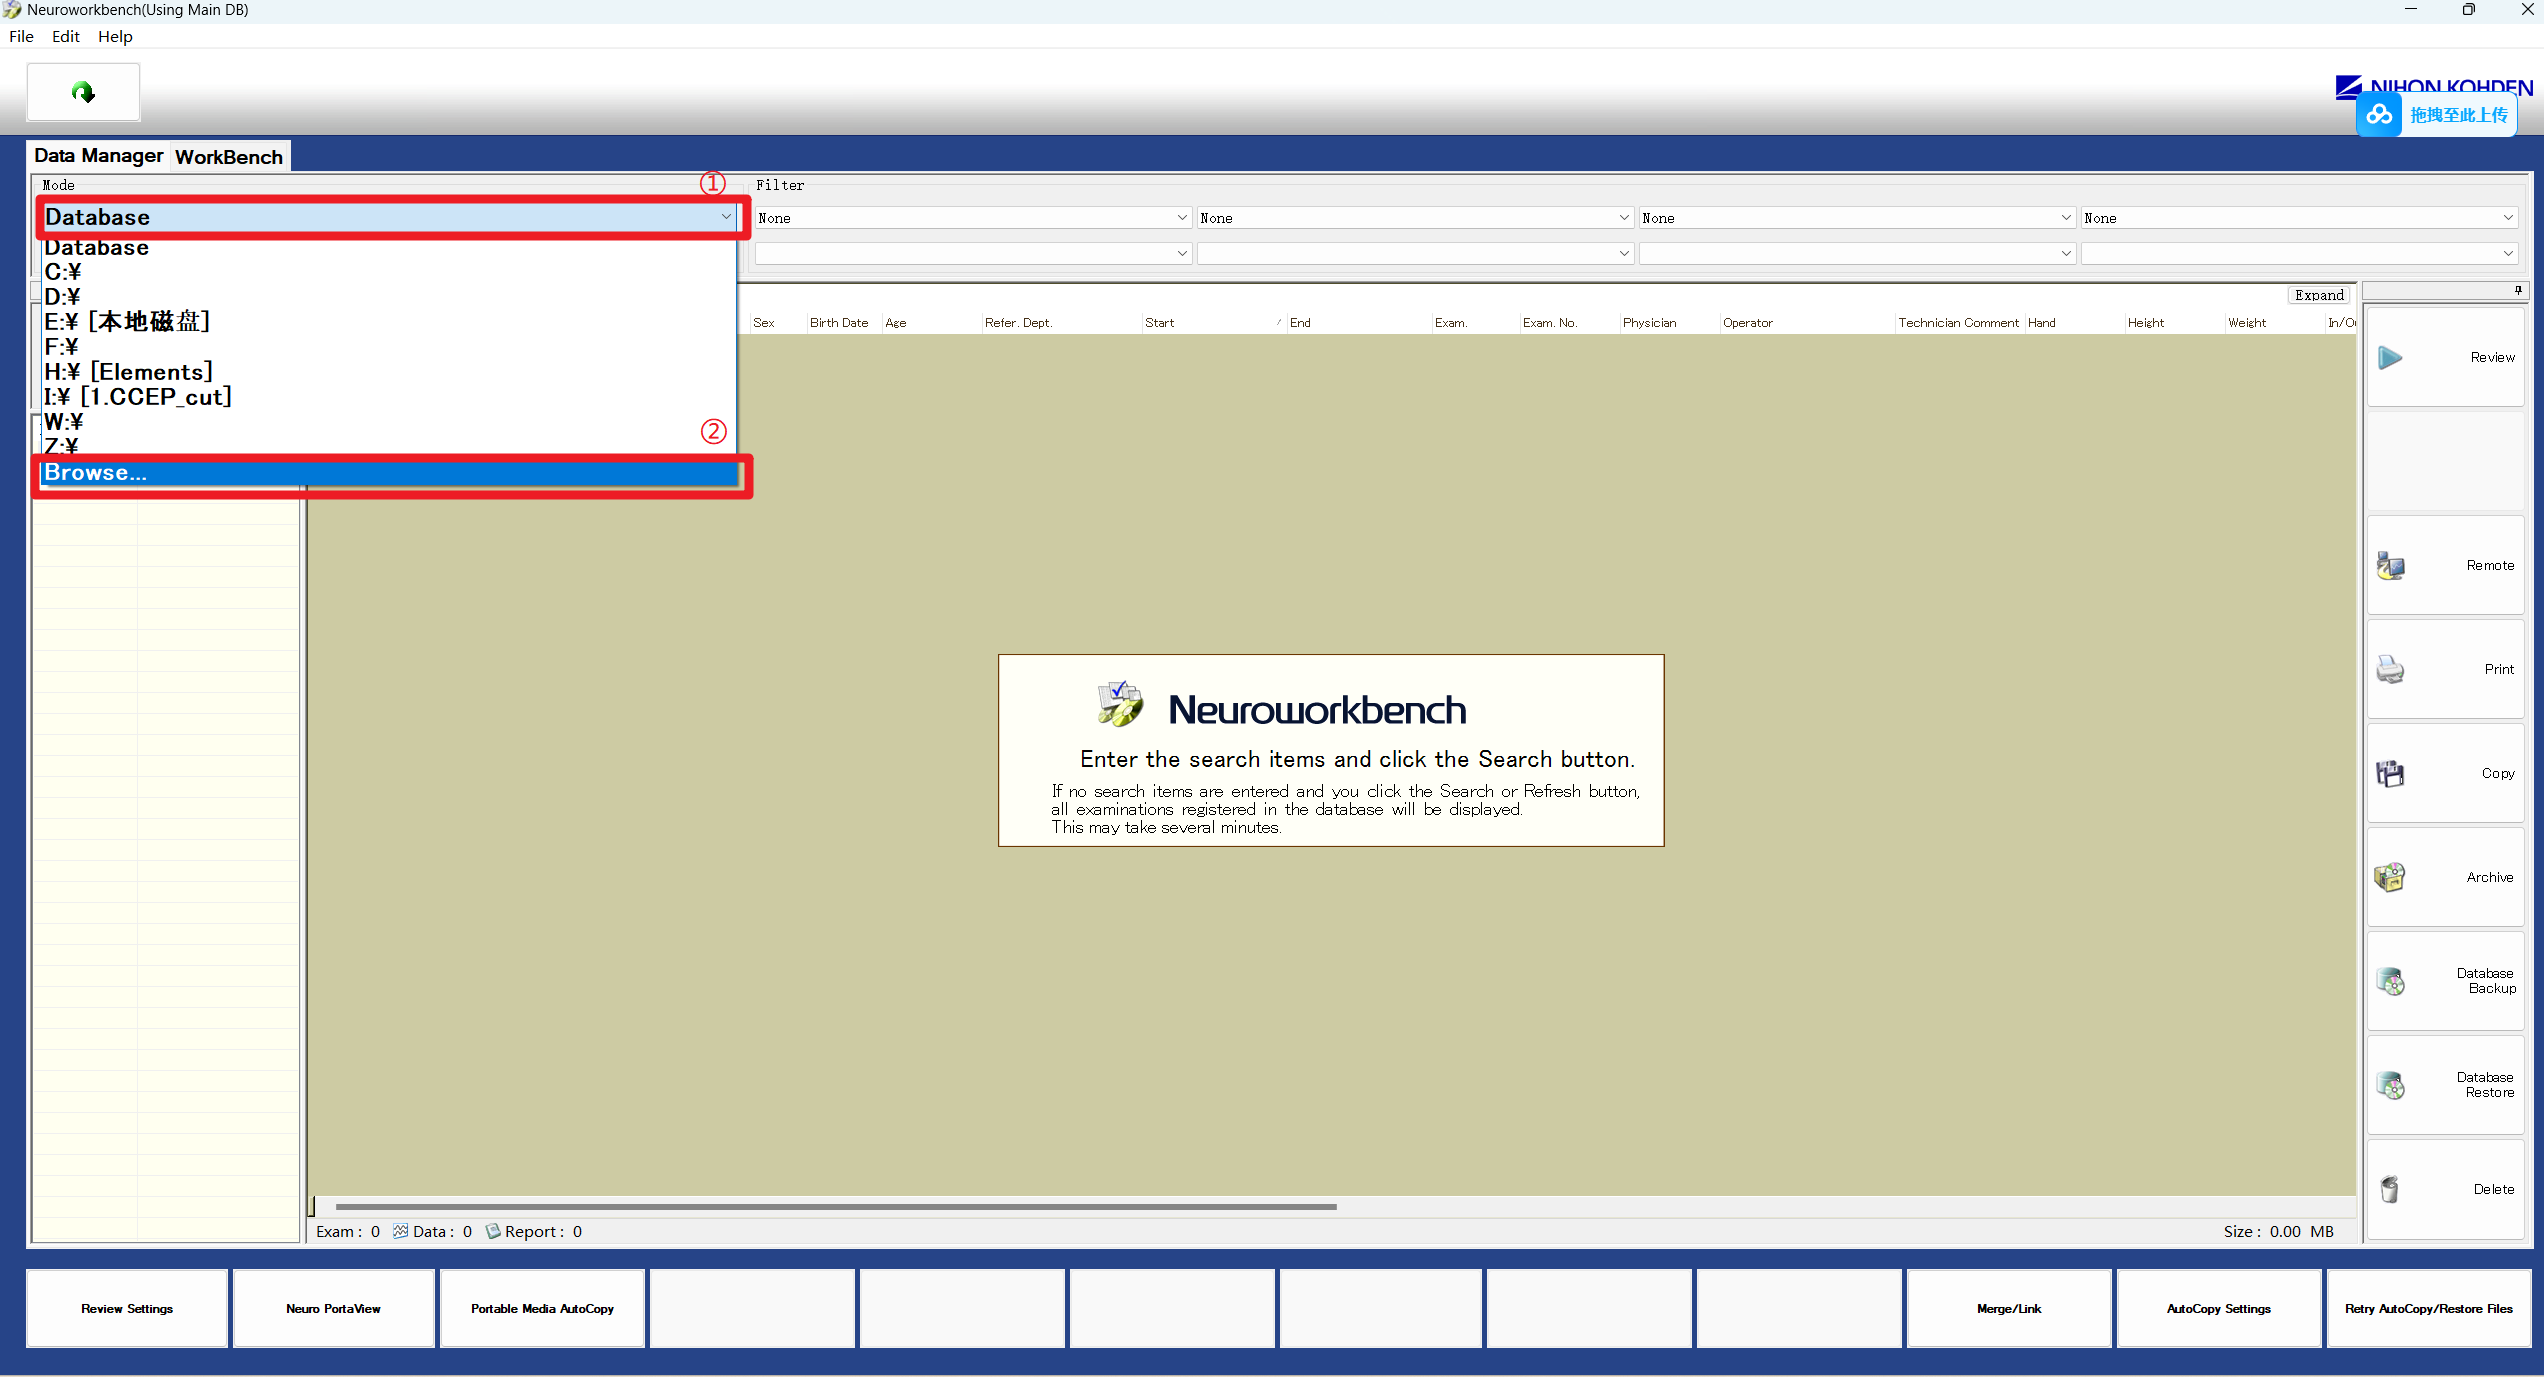 Neuroworkbench(Using Main DB)
File Edit Help
NIHON KOHDEN
拖拽至此上传
Data Manager WorkBench
Mode
①
Filter
Database
None
None
None
None
Database
C:¥
D:¥
E:¥ [本地磁盘]
F:¥
H:¥ [Elements]
I:¥ [1.CCEP_cut]
W:¥
Z:¥
②
Browse...
Expand
Sex Birth Date Age Refer. Dept. Start End Exam. Exam. No. Physician Operator Technician Comment Hand Height Weight In/O
Review
Remote
Print
Copy
Archive
Database
Backup
Database
Restore
Delete
Neuroworkbench
Enter the search items and click the Search button.
If no search items are entered and you click the Search or Refresh button,
all examinations registered in the database will be displayed.
This may take several minutes.
Exam : 0 Data : 0 Report : 0
Size : 0.00 MB
Review Settings
Neuro PortaView
Portable Media AutoCopy
Merge/Link
AutoCopy Settings
Retry AutoCopy/Restore Files